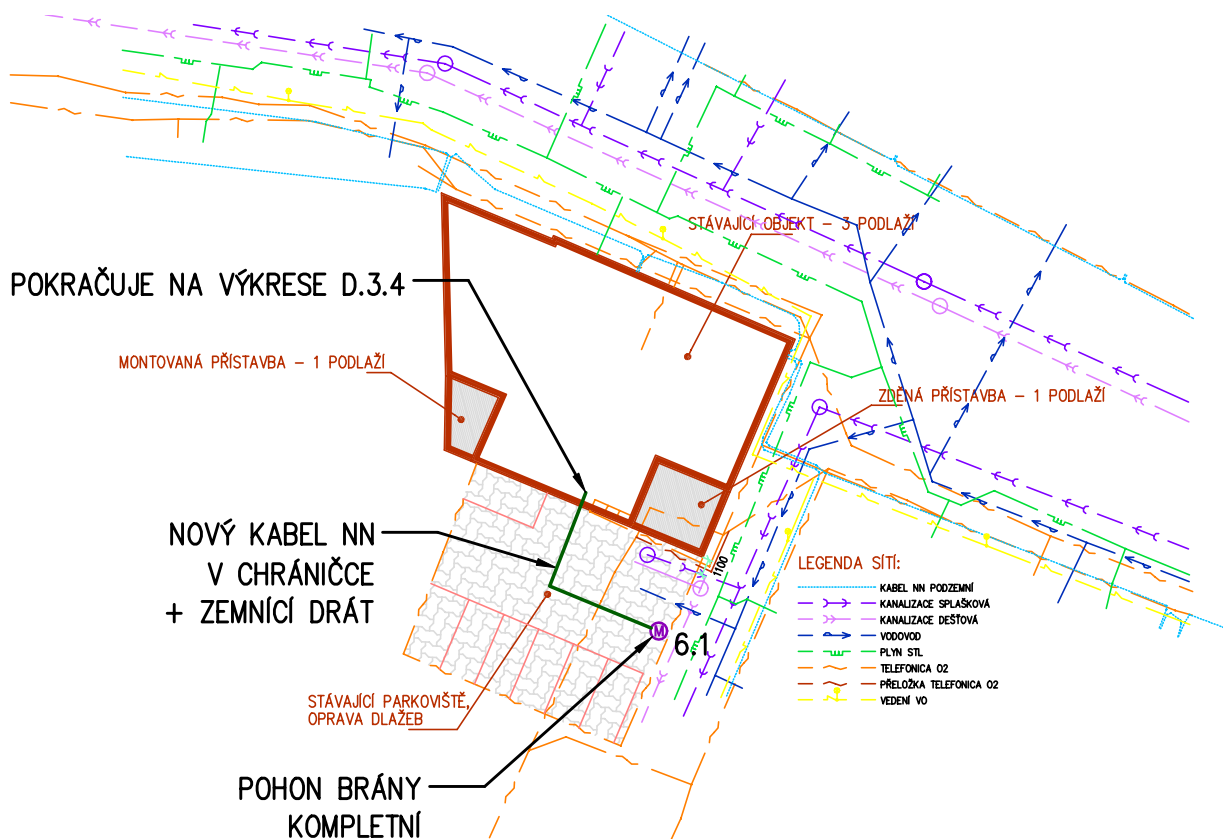 STÁVAJÍCÍ OBJEKT – 3 PODLAŽÍ
POKRAČUJE NA VÝKRESE D.3.4
MONTOVANÁ PŘÍSTAVBA – 1 PODLAŽÍ
ZDĚNÁ PŘÍSTAVBA – 1 PODLAŽÍ
NOVÝ KABEL NN
V CHRÁNIČCE
+ ZEMNÍCÍ DRÁT
1100
M
6.1
STÁVAJÍCÍ PARKOVIŠTĚ,
OPRAVA DLAŽEB
POHON BRÁNY
KOMPLETNÍ
LEGENDA SÍTÍ:
KABEL NN PODZEMNÍ
KANALIZACE SPLAŠKOVÁ
KANALIZACE DEŠŤOVÁ
VODOVOD
PLYN STL
TELEFONICA O2
PŘELOŽKA TELEFONICA O2
VEDENÍ VO